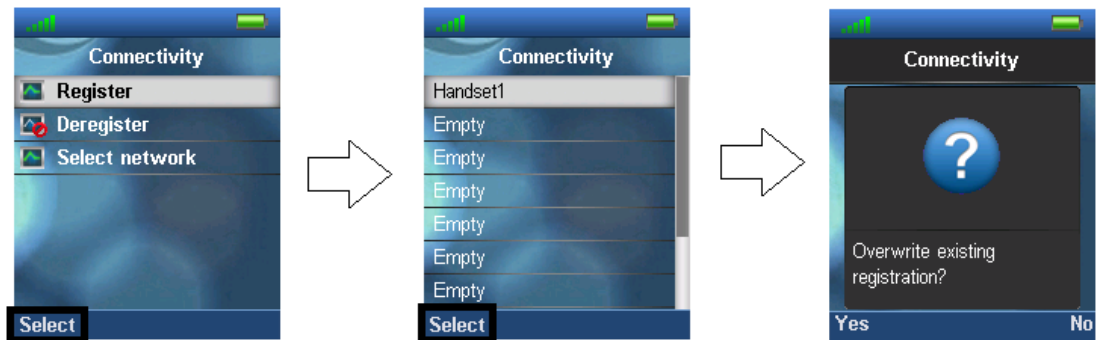 Connectivity
Register
Deregister
Select network
Select
Connectivity
Handset1
Empty
Empty
Empty
Empty
Empty
Empty
Select
Connectivity
Overwrite existing
registration?
Yes No